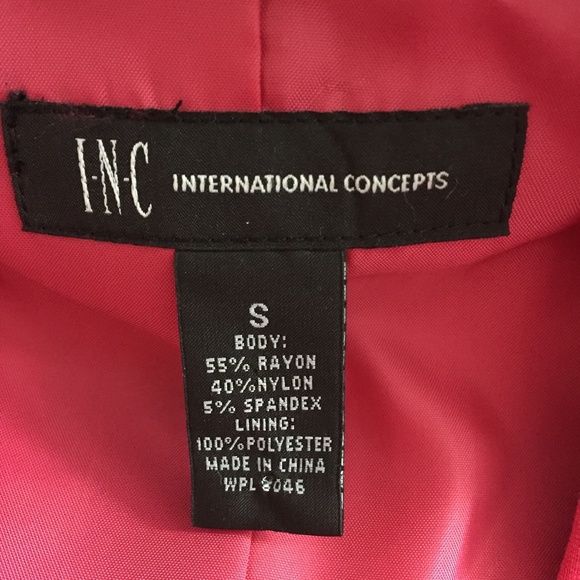 I-N-C INTERNATIONAL CONCEPTS
S
BODY:
55% RAYON
40% NYLON
5% SPANDEX
LINING:
100% POLYESTER
MADE IN CHINA
WPL 8046